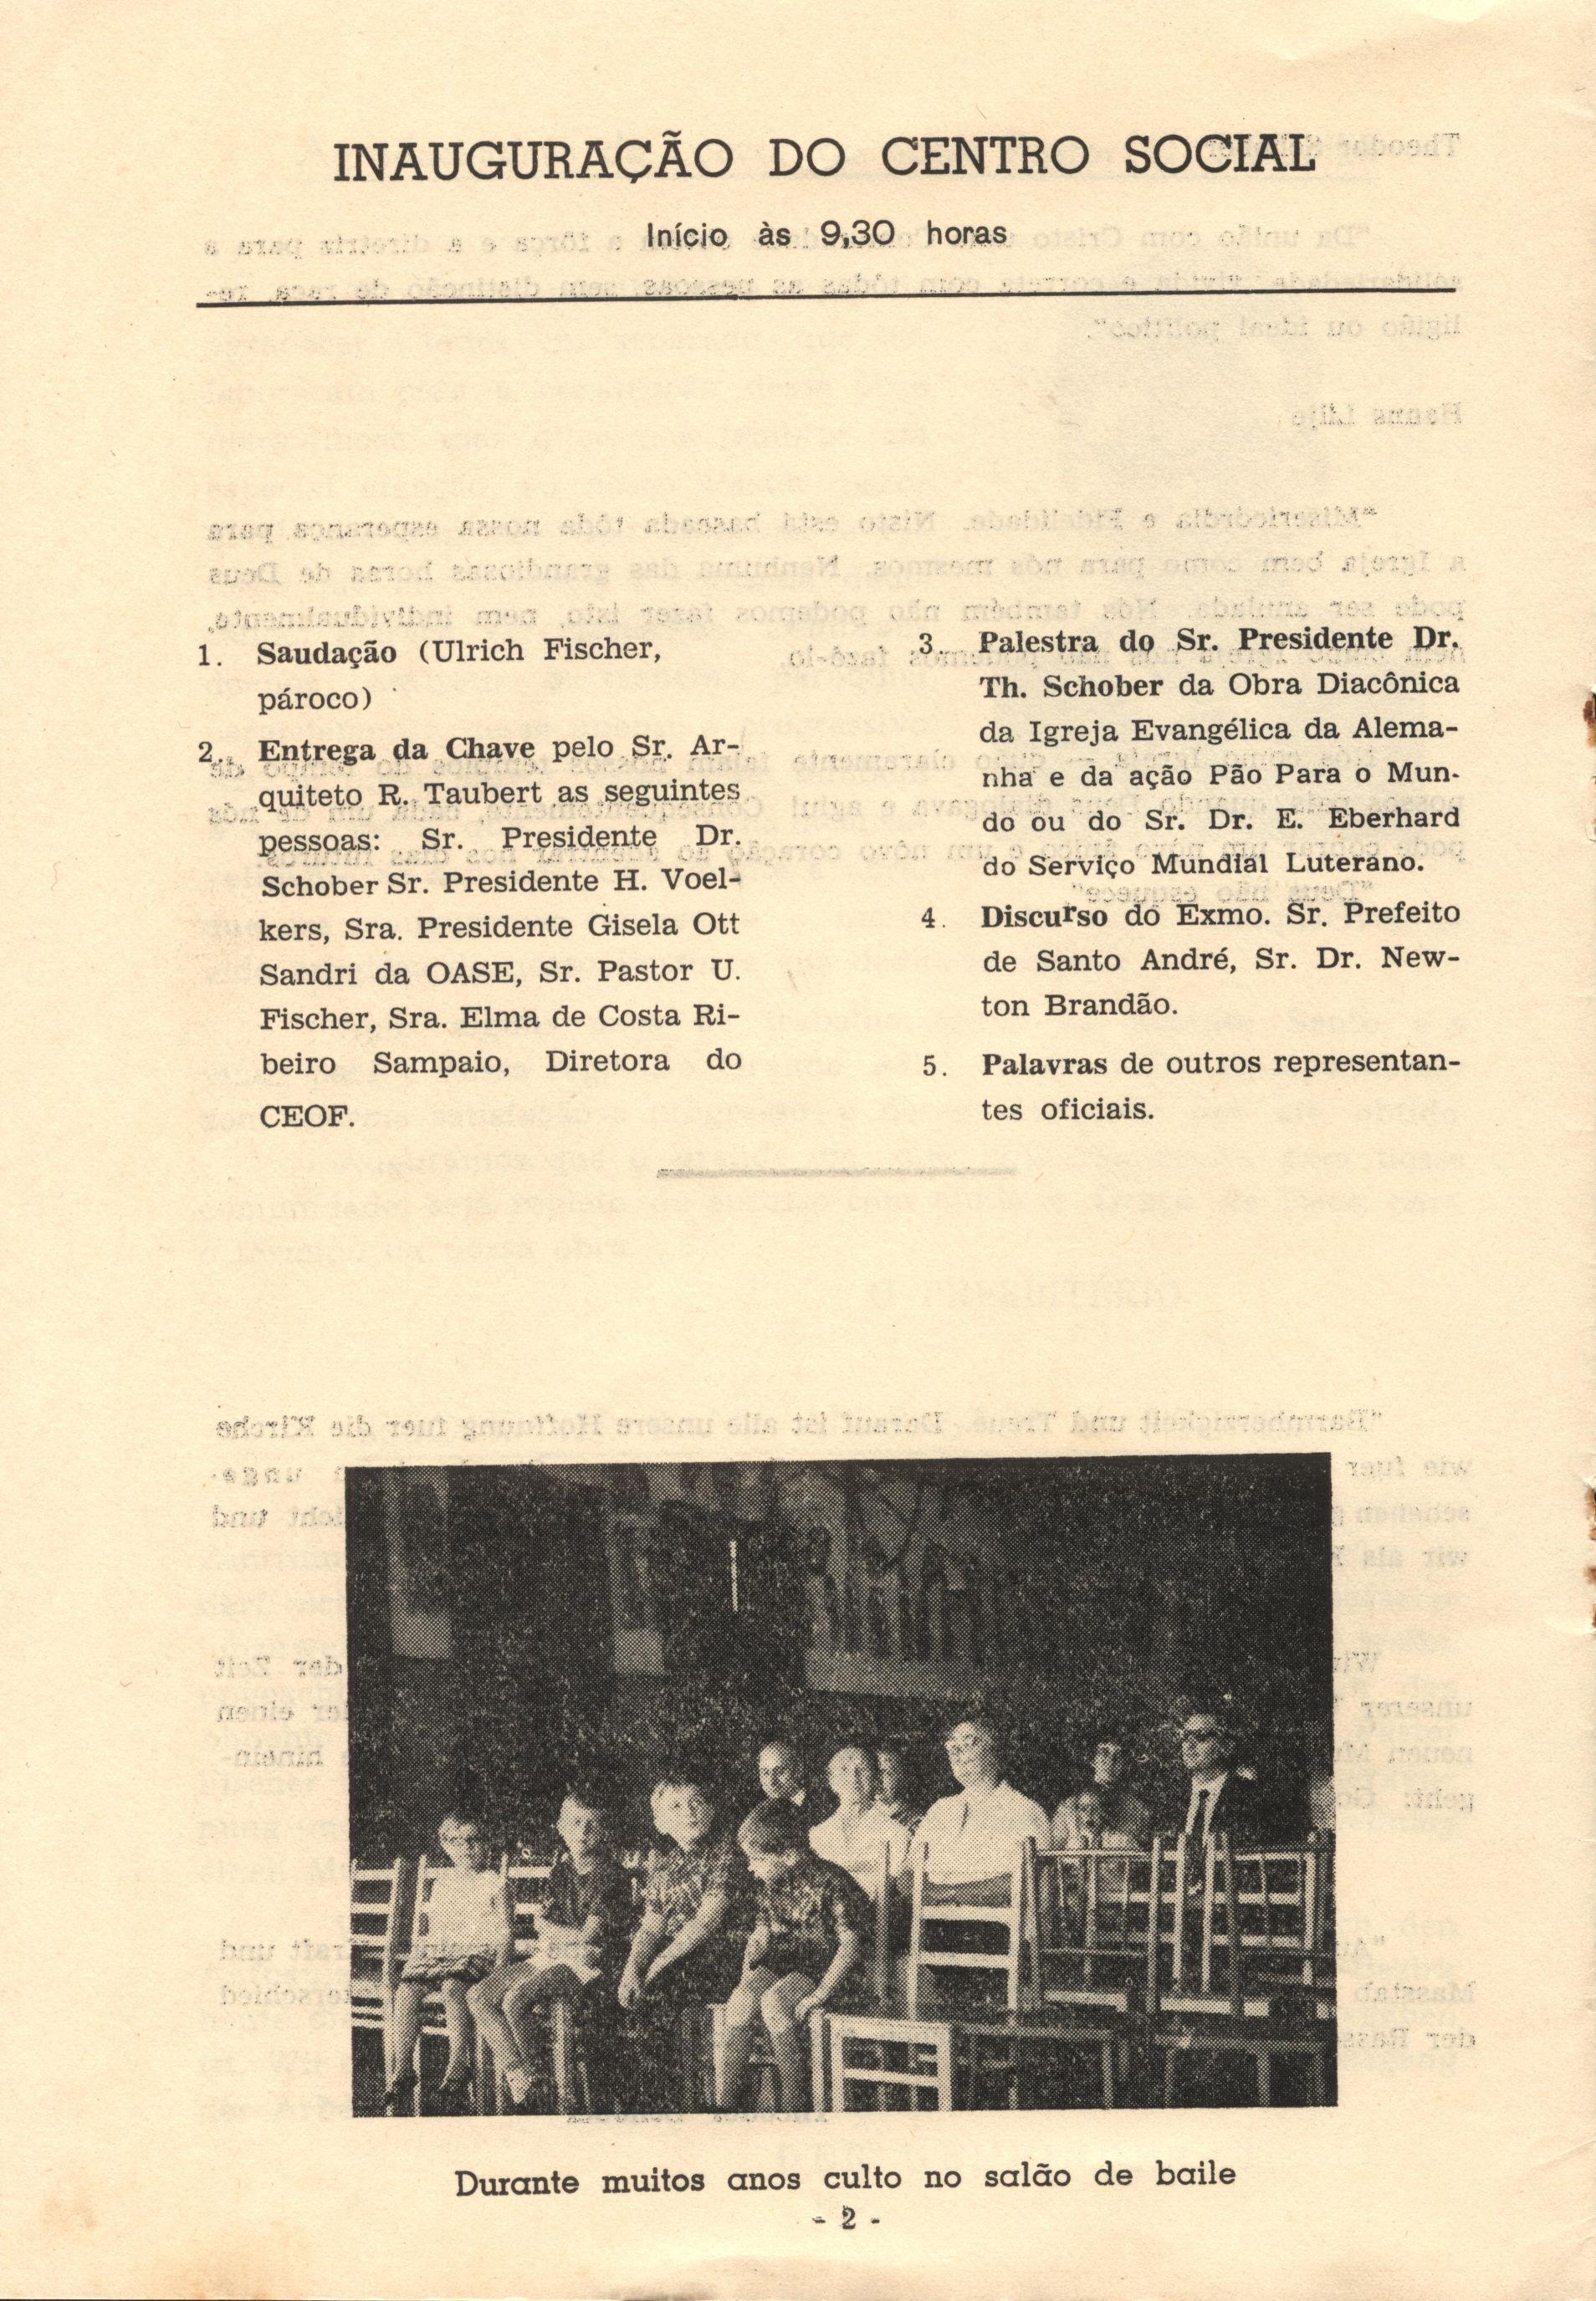 INAUGURAÇÃO DO CENTRO SOCIAL
Início às 9,30 horas
1. Saudação (Ulrich Fischer,
pároco)
2. Entrega da Chave pelo Sr. Ar-
quiteto R. Taubert as seguintes
pessoas: Sr. Presidente Dr.
Schober Sr. Presidente H. Voel-
kers, Sra. Presidente Gisela Ott
Sandri da OASE, Sr. Pastor U.
Fischer, Sra. Elma de Costa Ri-
beiro Sampaio, Diretora do
CEOF.
3. Palestra do Sr. Presidente Dr.
Th. Schober da Obra Diacônica
da Igreja Evangélica da Alema-
nha e da ação Pão Para o Mun-
do ou do Sr. Dr. E. Eberhard
do Serviço Mundial Luterano.
4. Discurso do Exmo. Sr. Prefeito
de Santo André, Sr. Dr. New-
ton Brandão.
5. Palavras de outros representan-
tes oficiais.
Durante muitos anos culto no salão de baile
- 2 -